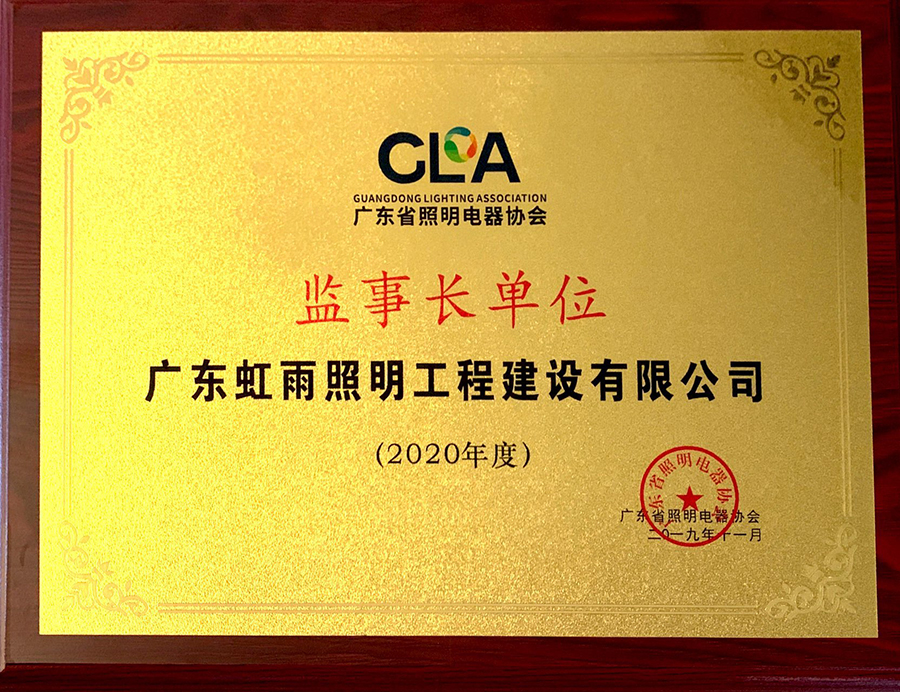 GLA
GUANGDONG LIGHTING ASSOCIATION
广东省照明电器协会
监事长单位
广东虹雨照明工程建设有限公司
(2020年度)
广东省照明电器协会
广东省照明电器协会
二0一九年十一月